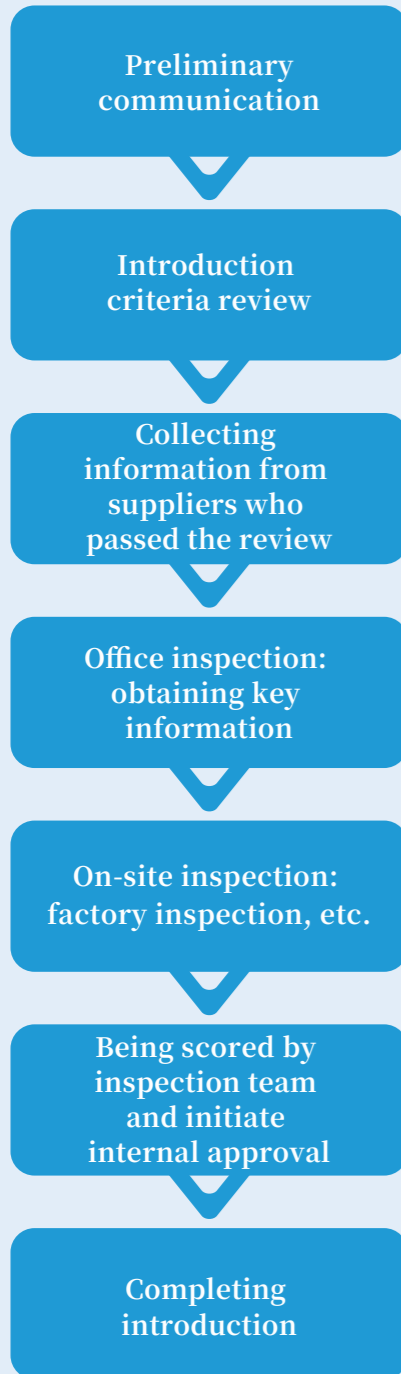 Preliminary
communication
Introduction
criteria review
Collecting
information from
suppliers who
passed the review
Office inspection:
obtaining key
information
On-site inspection:
factory inspection, etc.
Being scored by
inspection team
and initiate
internal approval
Completing
introduction